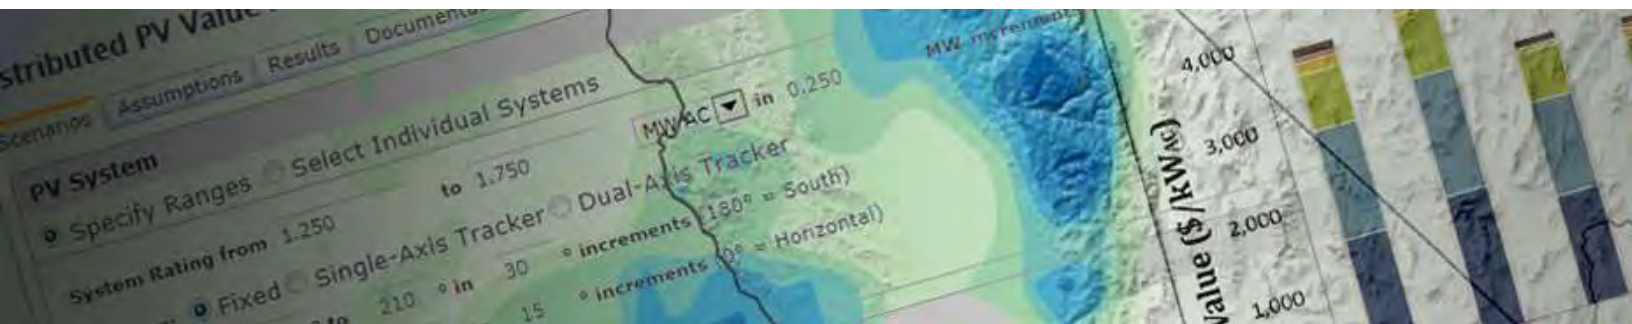 stributed PV Value
Scenarios Assumptions Results Documenta
PV System
Specify Ranges Select Individual Systems
System Rating from 1.250 to 1.750 MW AC in 0.250 MW increments
Fixed Single-Axis Tracker Dual-Axis Tracker
to 210 ° in 30 ° increments (180° = South)
15 ° increments (0° = Horizontal)
Value ($/kWAC)
4,000
3,000
2,000
1,000